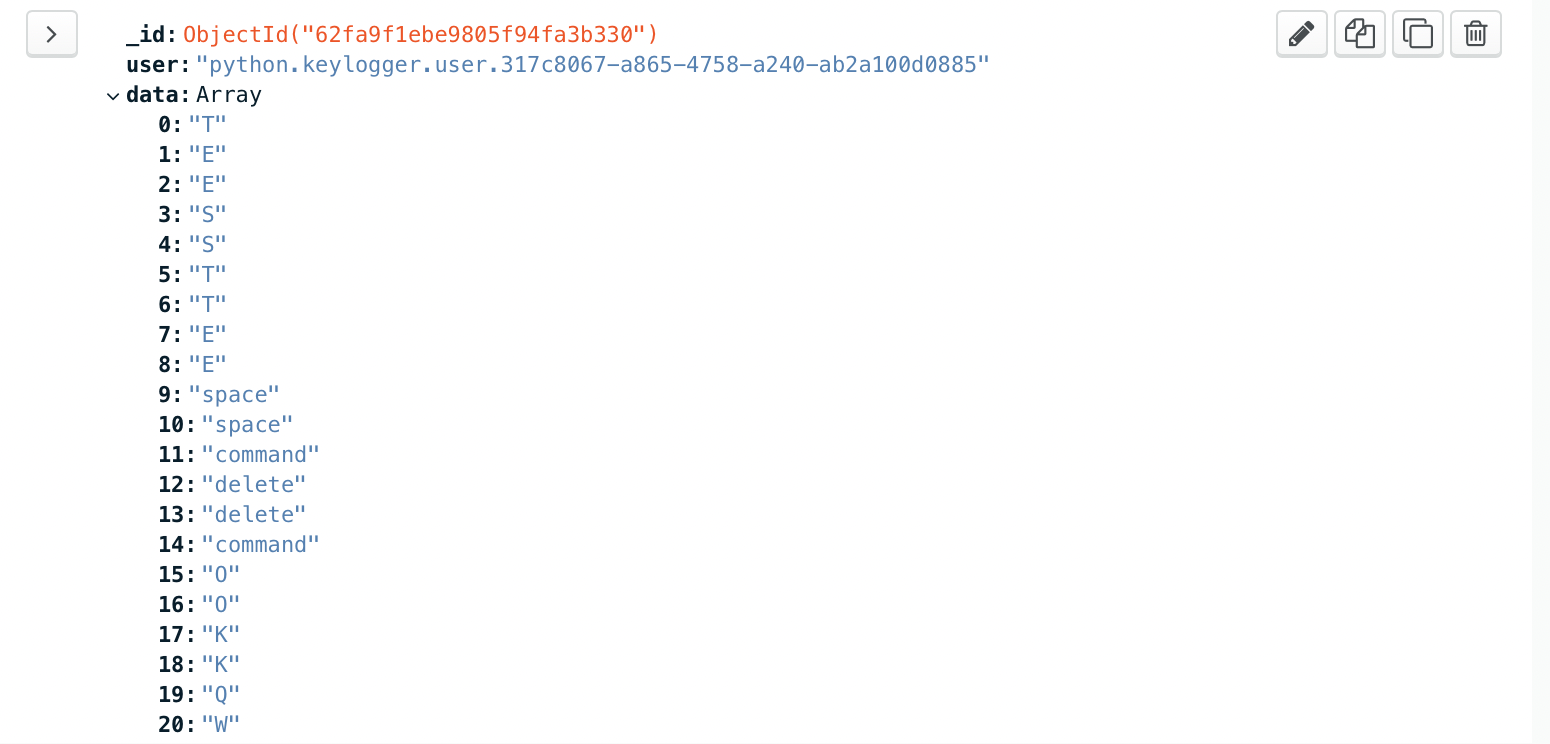 _id: ObjectId("62fa9f1ebe9805f94fa3b330")
user: "python.keylogger.user.317c8067-a865-4758-a240-ab2a100d0885"
data: Array
0: "T"
1: "E"
2: "E"
3: "S"
4: "S"
5: "T"
6: "T"
7: "E"
8: "E"
9: "space"
10: "space"
11: "command"
12: "delete"
13: "delete"
14: "command"
15: "O"
16: "O"
17: "K"
18: "K"
19: "Q"
20: "W"